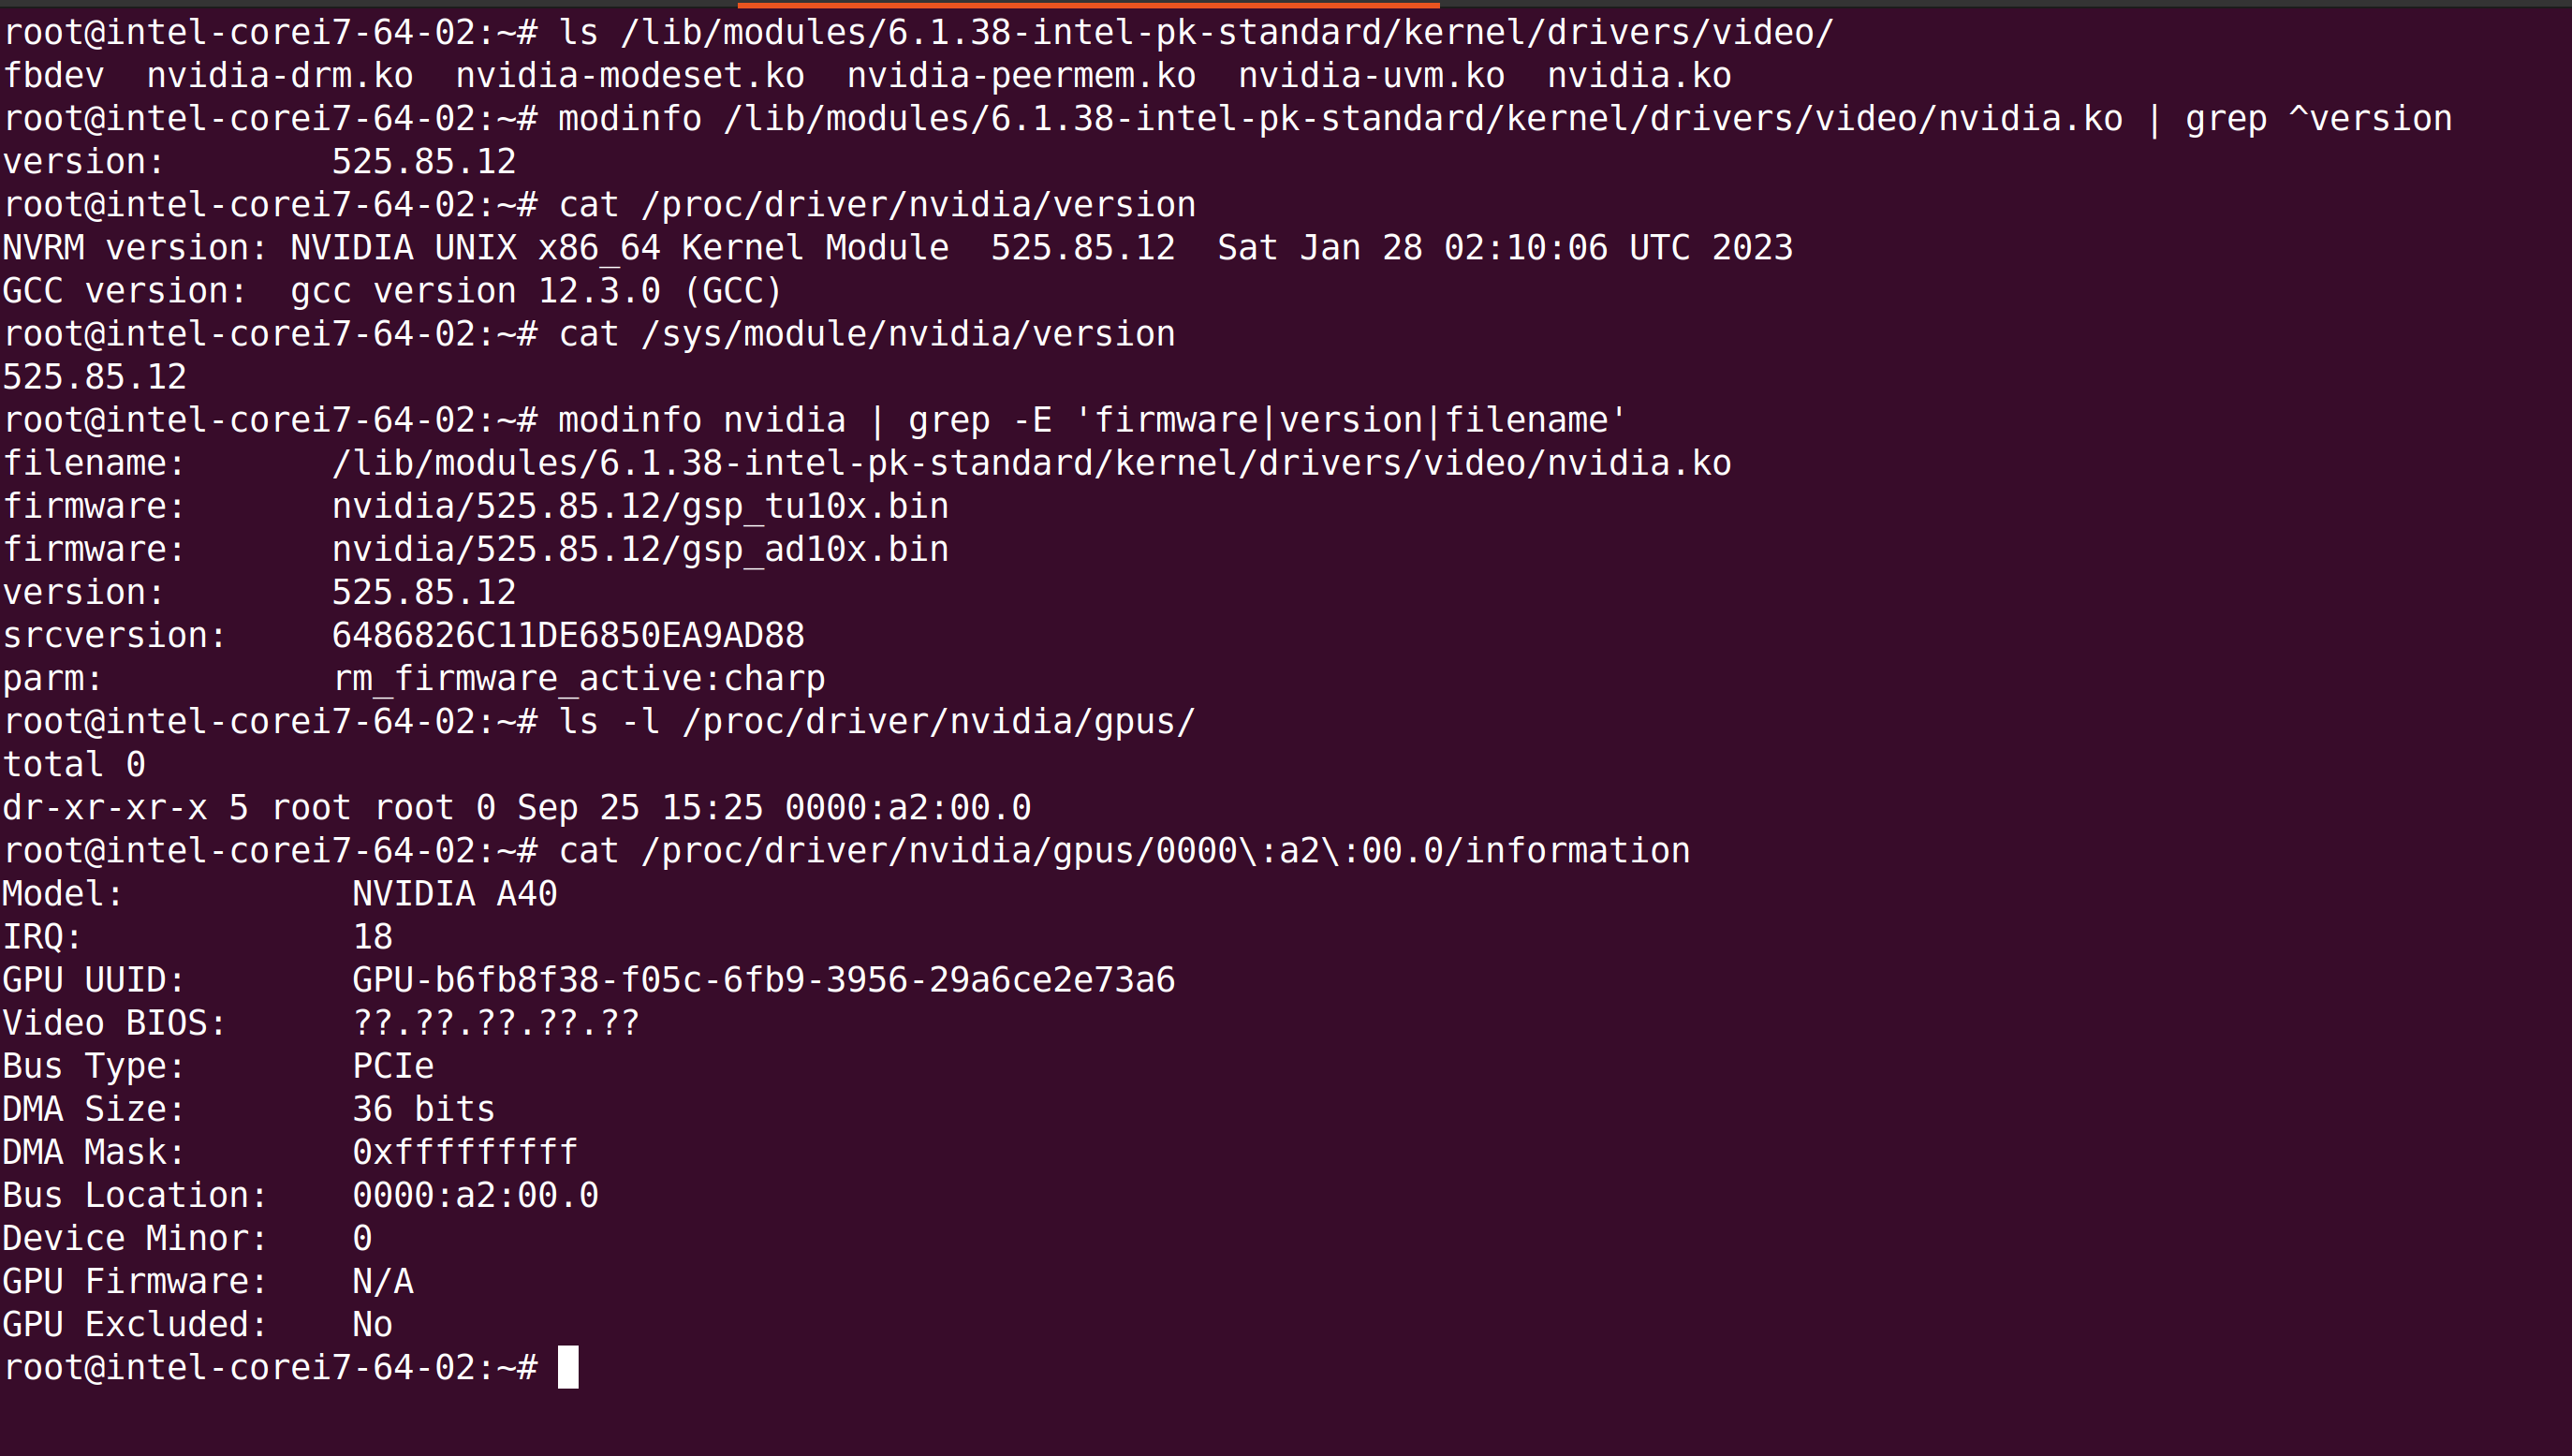 root@intel-corei7-64-02:~# ls /lib/modules/6.1.38-intel-pk-standard/kernel/drivers/video/
fbdev  nvidia-drm.ko  nvidia-modeset.ko  nvidia-peermem.ko  nvidia-uvm.ko  nvidia.ko
root@intel-corei7-64-02:~# modinfo /lib/modules/6.1.38-intel-pk-standard/kernel/drivers/video/nvidia.ko | grep ^version
version:        525.85.12
root@intel-corei7-64-02:~# cat /proc/driver/nvidia/version
NVRM version: NVIDIA UNIX x86_64 Kernel Module  525.85.12  Sat Jan 28 02:10:06 UTC 2023
GCC version:  gcc version 12.3.0 (GCC)
root@intel-corei7-64-02:~# cat /sys/module/nvidia/version
525.85.12
root@intel-corei7-64-02:~# modinfo nvidia | grep -E 'firmware|version|filename'
filename:       /lib/modules/6.1.38-intel-pk-standard/kernel/drivers/video/nvidia.ko
firmware:       nvidia/525.85.12/gsp_tu10x.bin
firmware:       nvidia/525.85.12/gsp_ad10x.bin
version:        525.85.12
srcversion:     6486826C11DE6850EA9AD88
parm:           rm_firmware_active:charp
root@intel-corei7-64-02:~# ls -l /proc/driver/nvidia/gpus/
total 0
dr-xr-xr-x 5 root root 0 Sep 25 15:25 0000:a2:00.0
root@intel-corei7-64-02:~# cat /proc/driver/nvidia/gpus/0000\:a2\:00.0/information
Model:           NVIDIA A40
IRQ:             18
GPU UUID:        GPU-b6fb8f38-f05c-6fb9-3956-29a6ce2e73a6
Video BIOS:      ??.??.??.??.??
Bus Type:        PCIe
DMA Size:        36 bits
DMA Mask:        0xfffffffff
Bus Location:    0000:a2:00.0
Device Minor:    0
GPU Firmware:    N/A
GPU Excluded:    No
root@intel-corei7-64-02:~#